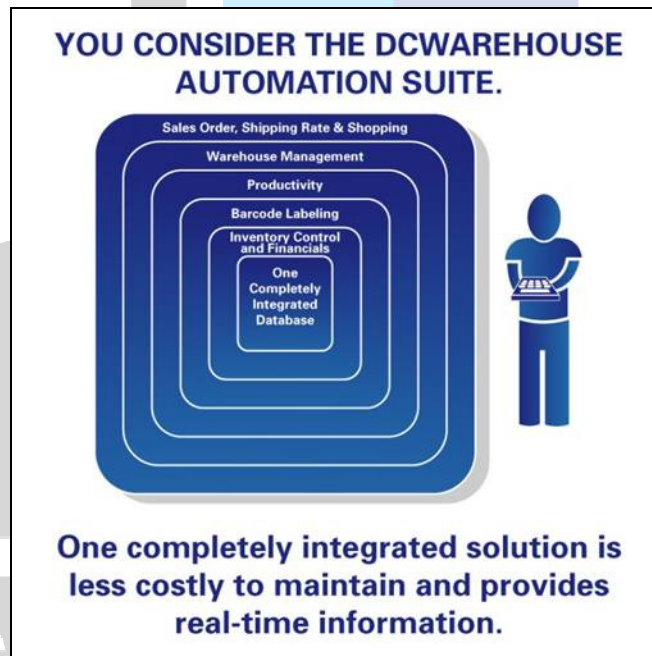 YOU CONSIDER THE DCWAREHOUSE
AUTOMATION SUITE.
Sales Order, Shipping Rate & Shopping
Warehouse Management
Productivity
Barcode Labeling
Inventory Control
and Financials
One
Completely
Integrated
Database
One completely integrated solution is
less costly to maintain and provides
real-time information.